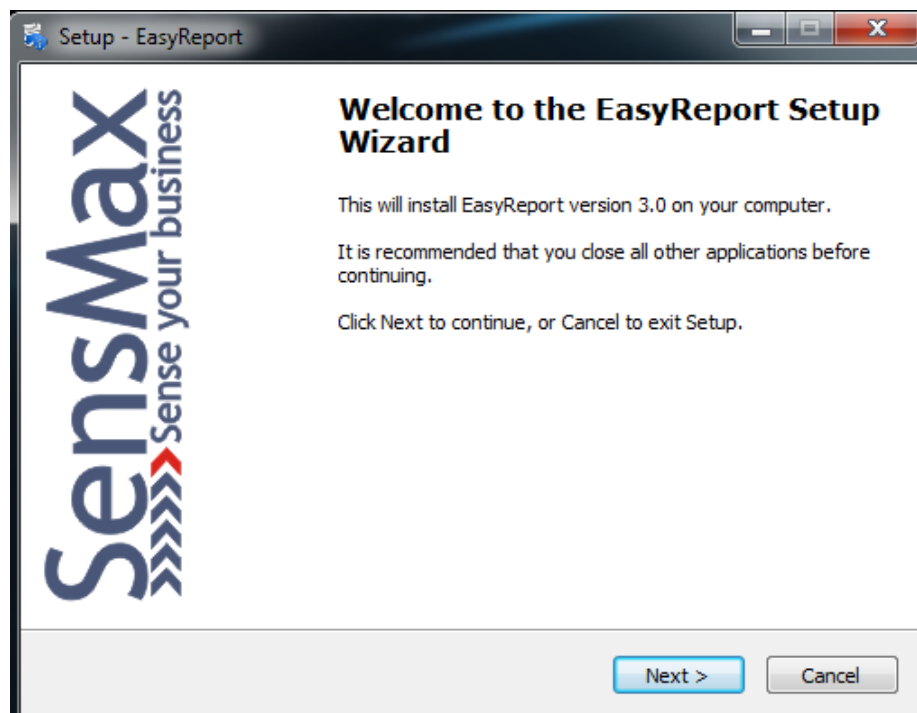 Setup - EasyReport
SensMax
Sense your business
Welcome to the EasyReport Setup
Wizard
This will install EasyReport version 3.0 on your computer.
It is recommended that you close all other applications before
continuing.
Click Next to continue, or Cancel to exit Setup.
Next >
Cancel